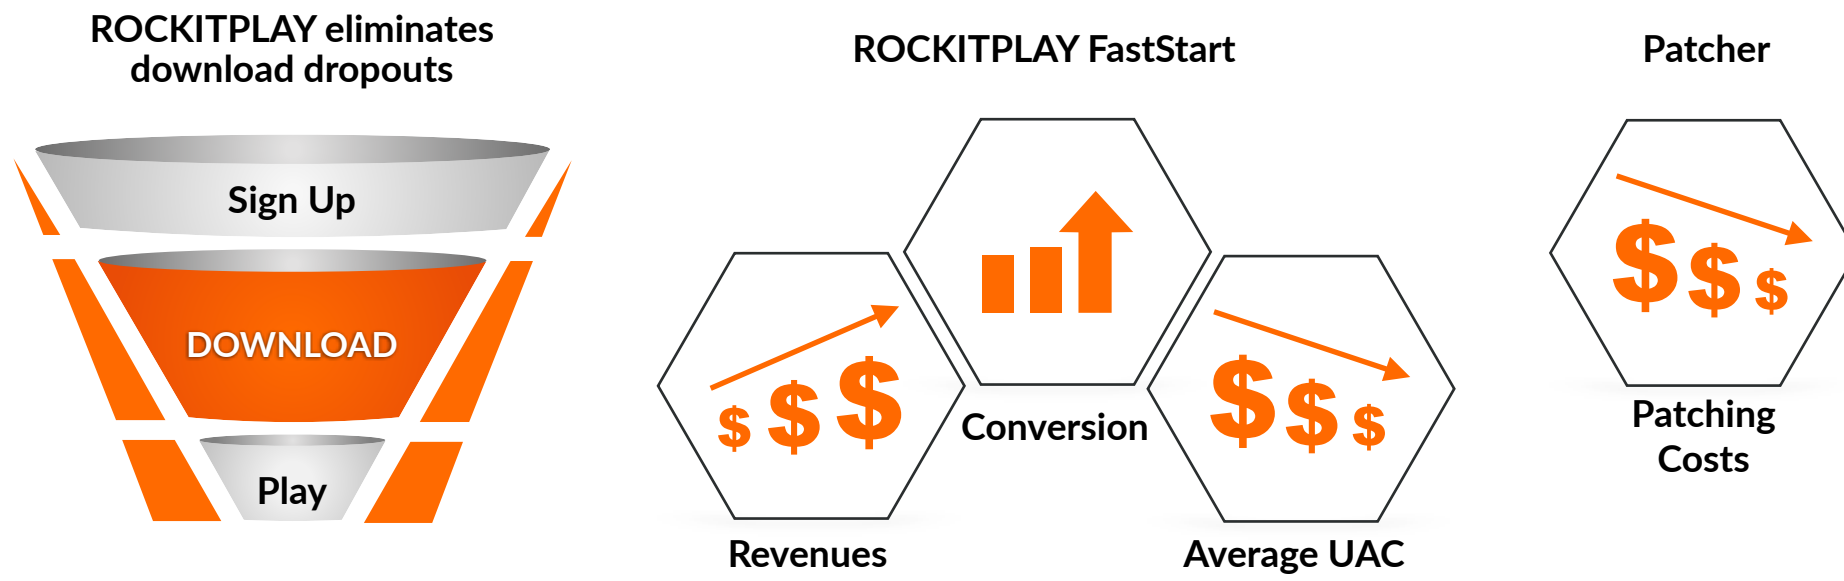 ROCKITPLAY eliminates
download dropouts
Sign Up
DOWNLOAD
Play
ROCKITPLAY FastStart
$ $ $
Revenues
Conversion
$ $ $
Average UAC
Patcher
$ $ $
Patching
Costs